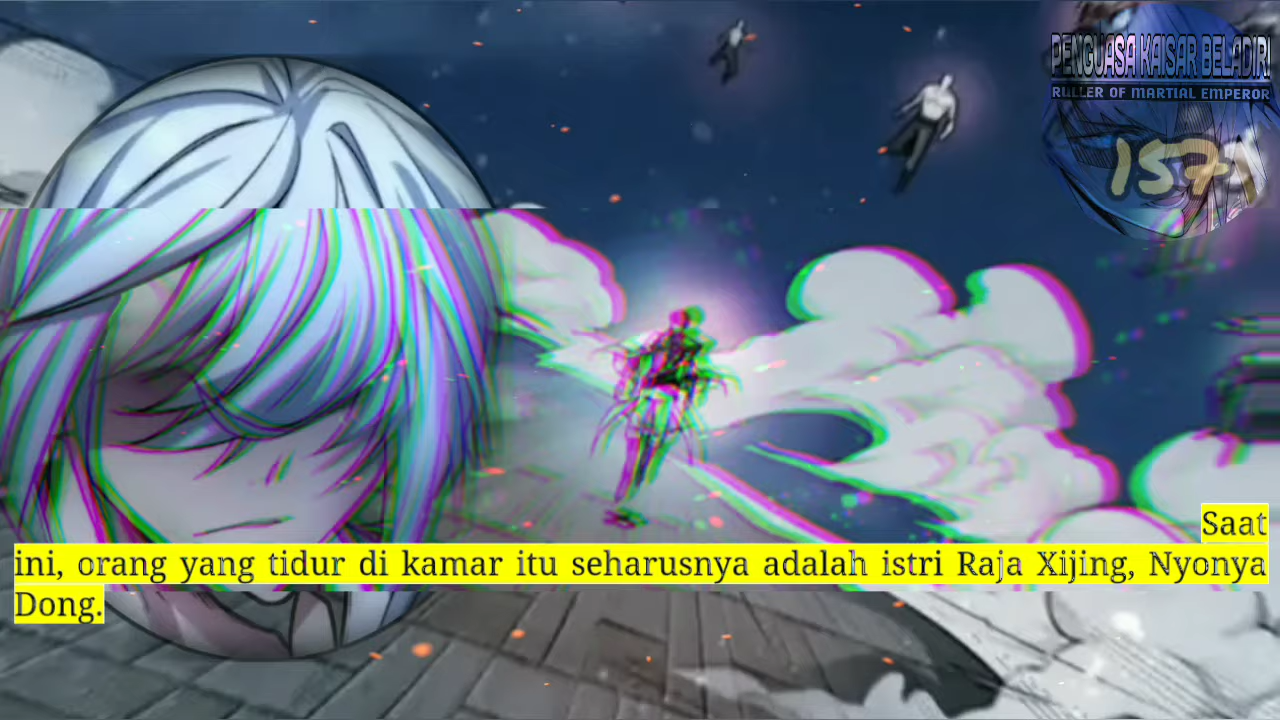 PENGUASA KAISAR BELADIRI
RULLER OF MARTIAL EMPEROR
1571
Saat
ini, orang yang tidur di kamar itu seharusnya adalah istri Raja Xijing, Nyonya
Dong.